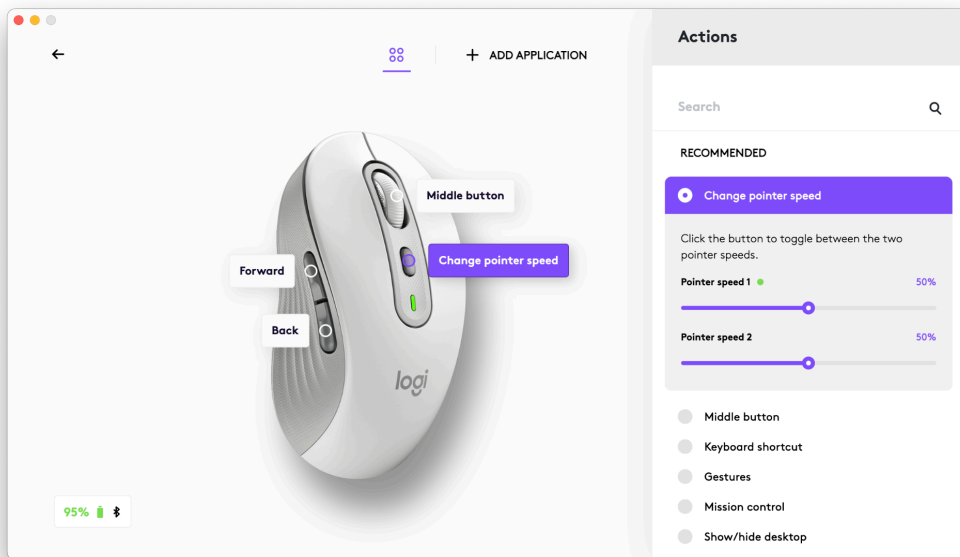 ADD APPLICATION
Middle button
Change pointer speed
Forward
Back
logi
95%
Actions
Search
RECOMMENDED
Change pointer speed
Click the button to toggle between the two
pointer speeds.
Pointer speed 1 50%
Pointer speed 2 50%
Middle button
Keyboard shortcut
Gestures
Mission control
Show/hide desktop